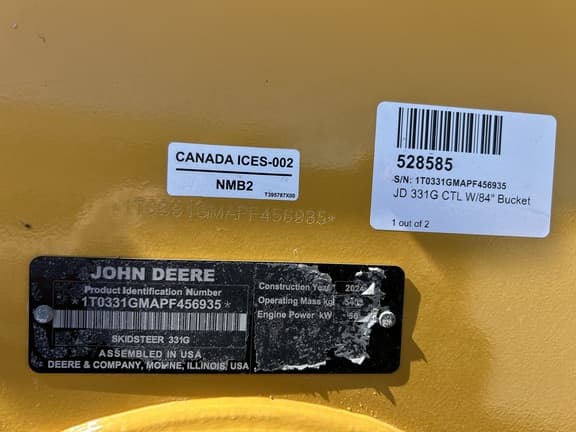 CANADA ICES-002
NMB2
T395787X00
528585
S/N: 1T0331GMAPF456935
JD 331G CTL W/84" Bucket
1 out of 2
*1T0331GMAPF456935*
JOHN DEERE
Product Identification Number
*1T0331GMAPF456935*
SKIDSTEER 331G
ASSEMBLED IN USA
DEERE & COMPANY, MOLINE, ILLINOIS, USA
Construction Year 2024
Operating Mass kg
Engine Power kW